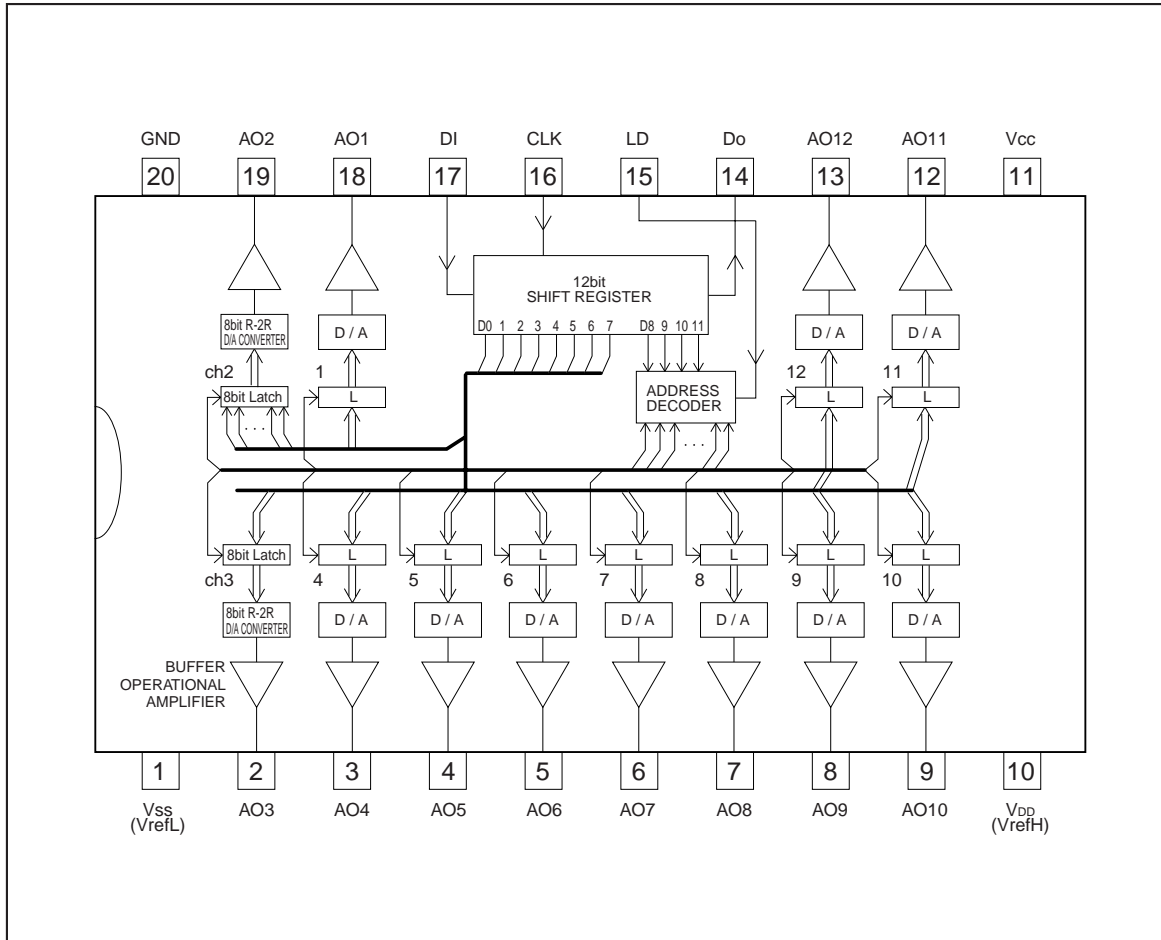 GND AO2 AO1 DI CLK LD Do AO12 AO11 Vcc
20 19 18 17 16 15 14 13 12 11
12bit
SHIFT REGISTER
D0 1 2 3 4 5 6 7 D8 9 10 11
8bit R-2R
D/A CONVERTER
D / A
D / A
D / A
ch2
1
12
11
8bit Latch
L
ADDRESS
DECODER
L
L
. . .
. . .
8bit Latch
L
L
L
L
L
L
L
ch3
4
5
6
7
8
9
10
8bit R-2R
D/A CONVERTER
D / A
D / A
D / A
D / A
D / A
D / A
D / A
BUFFER
OPERATIONAL
AMPLIFIER
1 2 3 4 5 6 7 8 9 10
Vss
(VrefL)
AO3 AO4 AO5 AO6 AO7 AO8 AO9 AO10
VDD
(VrefH)